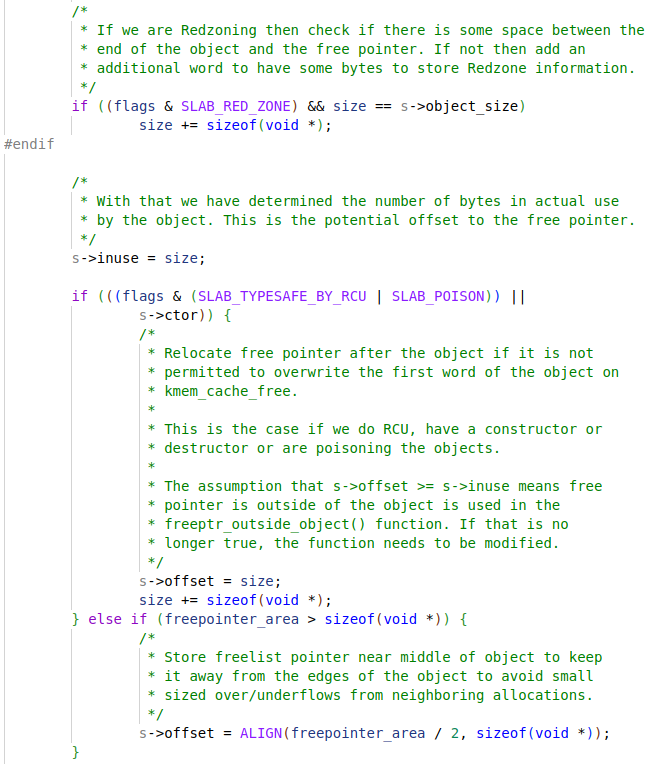 /*
 * If we are Redzoning then check if there is some space between the
 * end of the object and the free pointer. If not then add an
 * additional word to have some bytes to store Redzone information.
 */
if ((flags & SLAB_RED_ZONE) && size == s->object_size)
size += sizeof(void *);
#endif
/*
 * With that we have determined the number of bytes in actual use
 * by the object. This is the potential offset to the free pointer.
 */
s->inuse = size;
if (((flags & (SLAB_TYPESAFE_BY_RCU | SLAB_POISON)) ||
s->ctor)) {
/*
 * Relocate free pointer after the object if it is not
 * permitted to overwrite the first word of the object on
 * kmem_cache_free.
 *
 * This is the case if we do RCU, have a constructor or
 * destructor or are poisoning the objects.
 *
 * The assumption that s->offset >= s->inuse means free
 * pointer is outside of the object is used in the
 * freeptr_outside_object() function. If that is no
 * longer true, the function needs to be modified.
 */
s->offset = size;
size += sizeof(void *);
} else if (freepointer_area > sizeof(void *)) {
/*
 * Store freelist pointer near middle of object to keep
 * it away from the edges of the object to avoid small
 * sized over/underflows from neighboring allocations.
 */
s->offset = ALIGN(freepointer_area / 2, sizeof(void *));
}